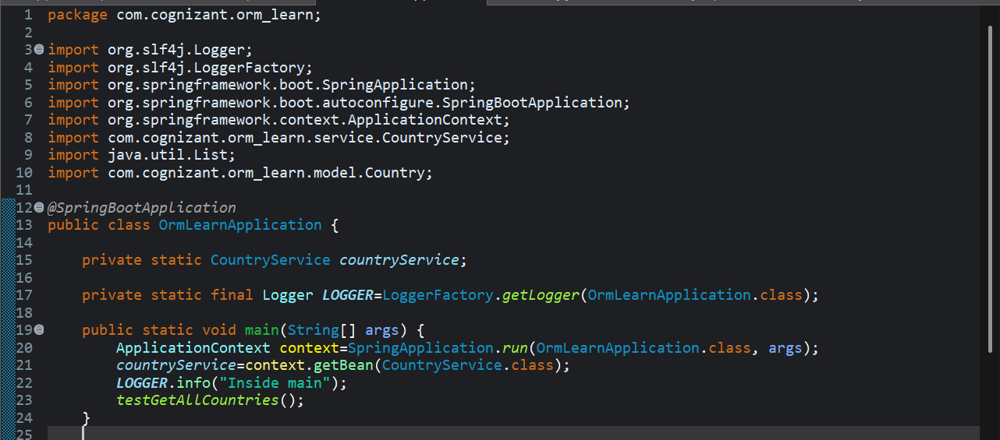 1 package com.cognizant.orm_learn;
2
3 import org.slf4j.Logger;
4 import org.slf4j.LoggerFactory;
5 import org.springframework.boot.SpringApplication;
6 import org.springframework.boot.autoconfigure.SpringBootApplication;
7 import org.springframework.context.ApplicationContext;
8 import com.cognizant.orm_learn.service.CountryService;
9 import java.util.List;
10 import com.cognizant.orm_learn.model.Country;
11
12 @SpringBootApplication
13 public class OrmLearnApplication {
14
15     private static CountryService countryService;
16
17     private static final Logger LOGGER=LoggerFactory.getLogger(OrmLearnApplication.class);
18
19     public static void main(String[] args) {
20         ApplicationContext context=SpringApplication.run(OrmLearnApplication.class, args);
21         countryService=context.getBean(CountryService.class);
22         LOGGER.info("Inside main");
23         testGetAllCountries();
24     }
25